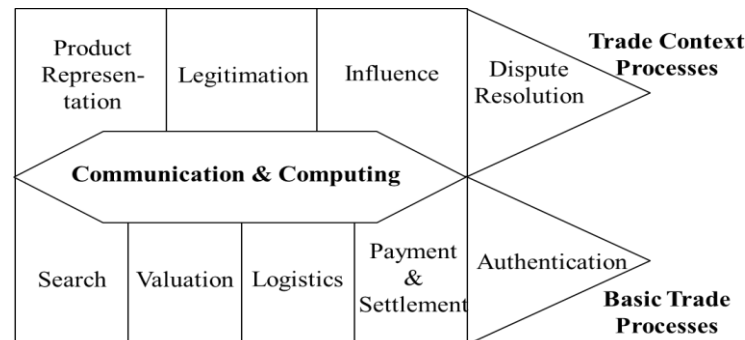 Product
Represen-
tation
Legitimation
Influence
Dispute
Resolution
Trade Context
Processes
Communication & Computing
Search
Valuation
Logistics
Payment
&
Settlement
Authentication
Basic Trade
Processes